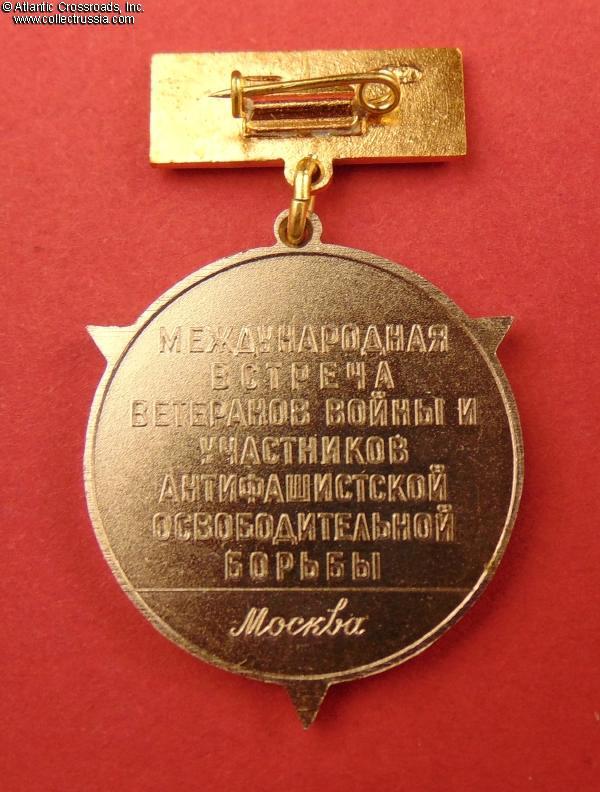 © Atlantic Crossroads, Inc.
www.collectrussia.com
МЕЖДУНАРОДНАЯ
ВСТРЕЧА
ВЕТЕРАНОВ ВОЙНЫ И
УЧАСТНИКОВ
АНТИФАШИСТСКОЙ
ОСВОБОДИТЕЛЬНОЙ
БОРЬБЫ
Москва